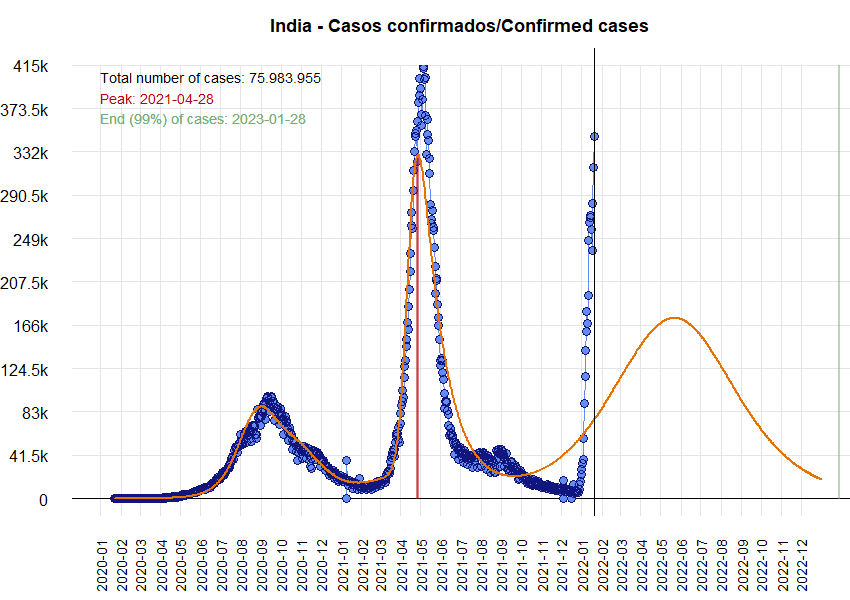 India - Casos confirmados/Confirmed cases
415k
373.5k
332k
290.5k
249k
207.5k
166k
124.5k
83k
41.5k
0
Total number of cases: 75.983.955
Peak: 2021-04-28
End (99%) of cases: 2023-01-28
2020-01
2020-02
2020-03
2020-04
2020-05
2020-06
2020-07
2020-08
2020-09
2020-10
2020-11
2020-12
2021-01
2021-02
2021-03
2021-04
2021-05
2021-06
2021-07
2021-08
2021-09
2021-10
2021-11
2021-12
2022-01
2022-02
2022-03
2022-04
2022-05
2022-06
2022-07
2022-08
2022-09
2022-10
2022-11
2022-12